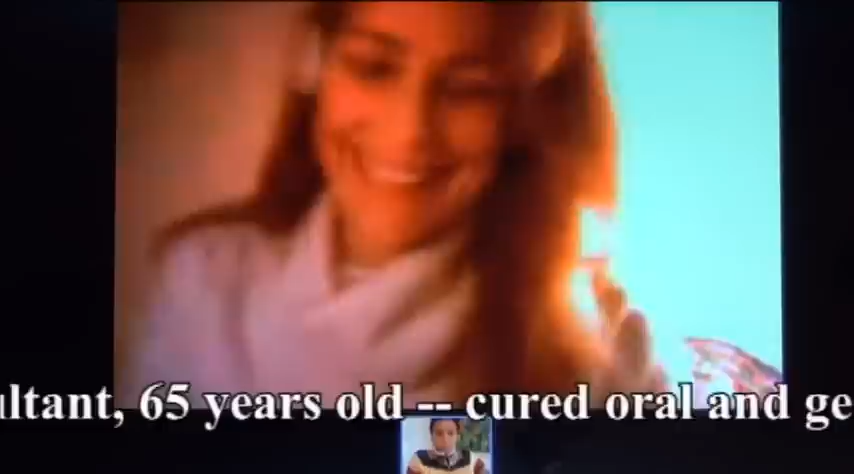 ultant, 65 years old -- cured oral and ge